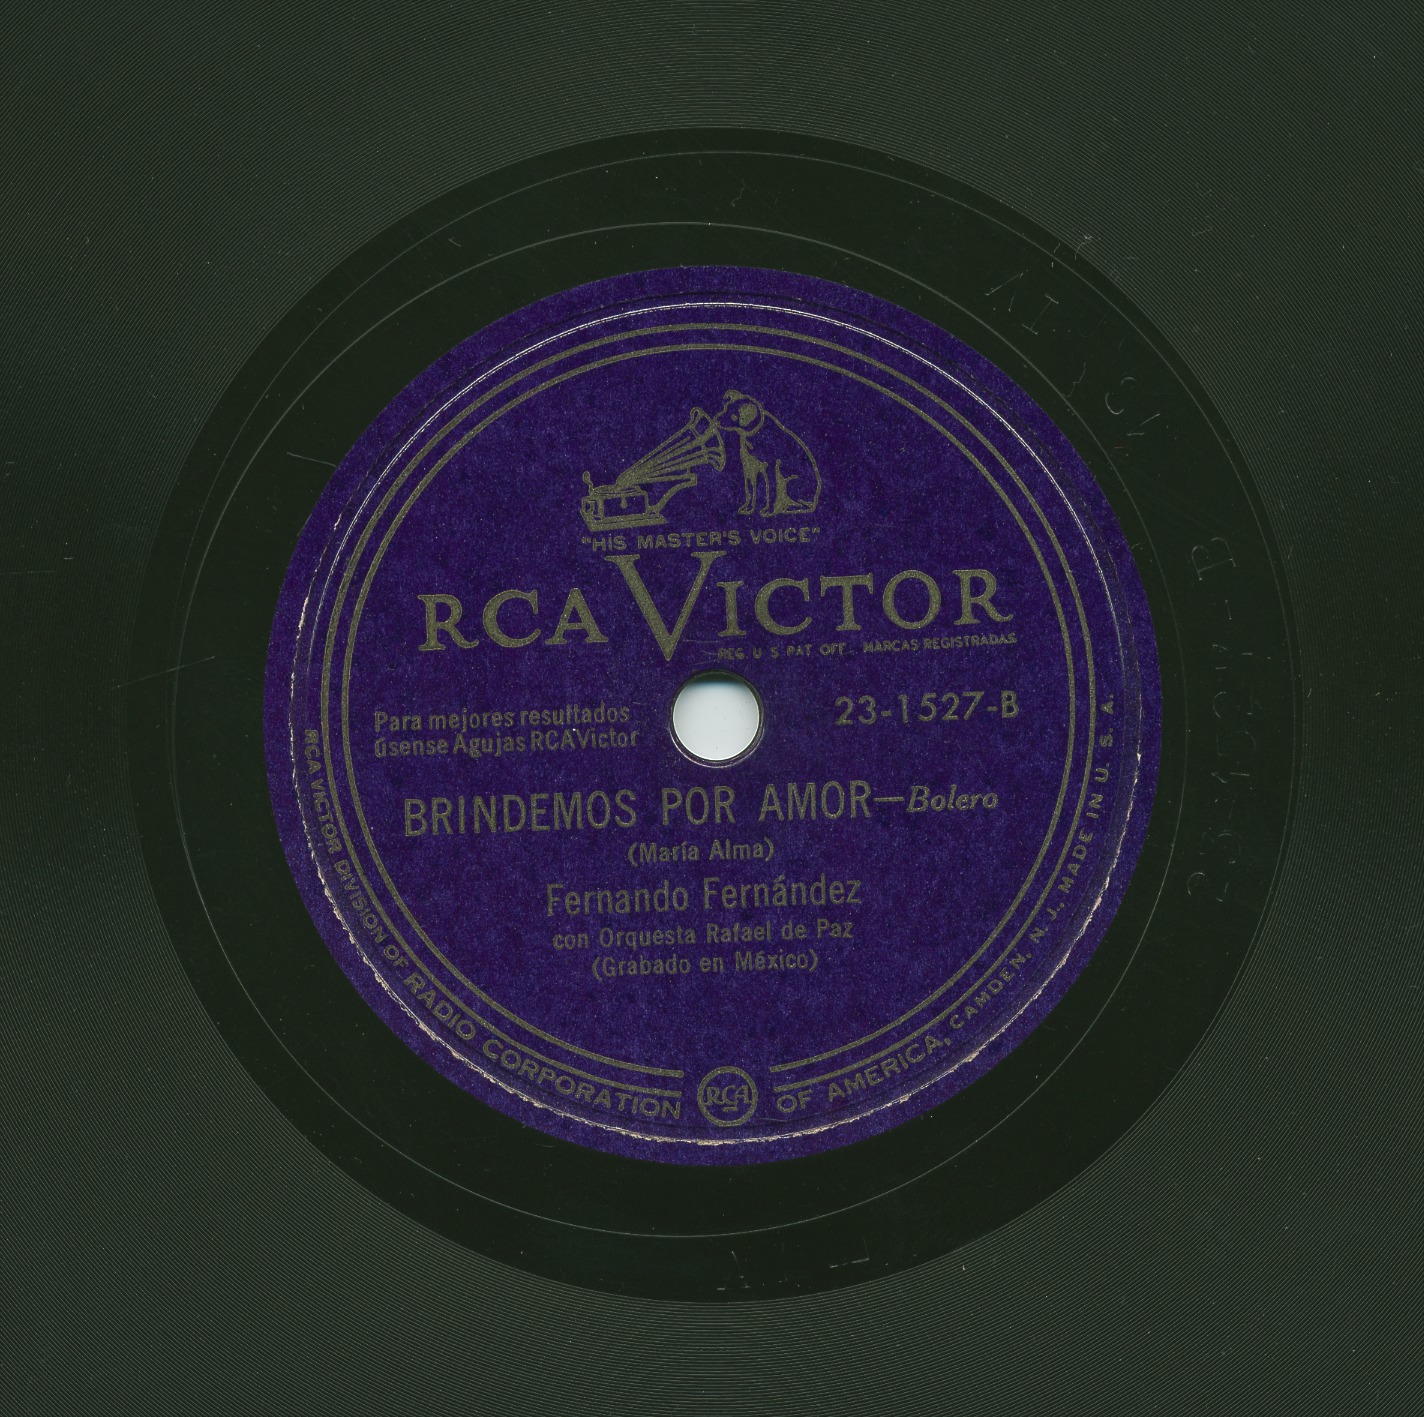 "HIS MASTER'S VOICE"
RCA VICTOR
REG. U. S. PAT. OFF. MARCAS REGISTRADAS
Para mejores resultados
úsense Agujas RCA Victor
23-1527-B
BRINDEMOS POR AMOR—Bolero
(María Alma)
Fernando Fernández
con Orquesta Rafael de Paz
(Grabado en México)
RCA VICTOR DIVISION OF RADIO CORPORATION OF AMERICA, CAMDEN, N. J., MADE IN U. S. A.
RCA
23-1527-B